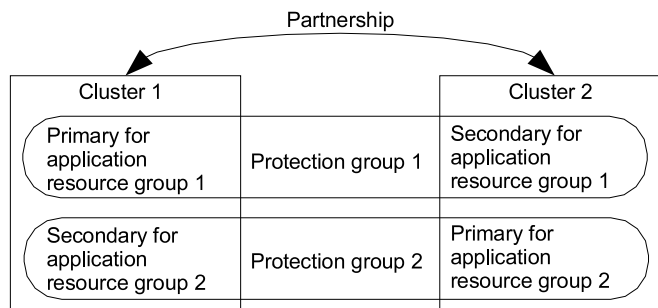 Partnership
Cluster 1
Cluster 2
Primary for
application
resource group 1
Protection group 1
Secondary for
application
resource group 1
Secondary for
application
resource group 2
Protection group 2
Primary for
application
resource group 2